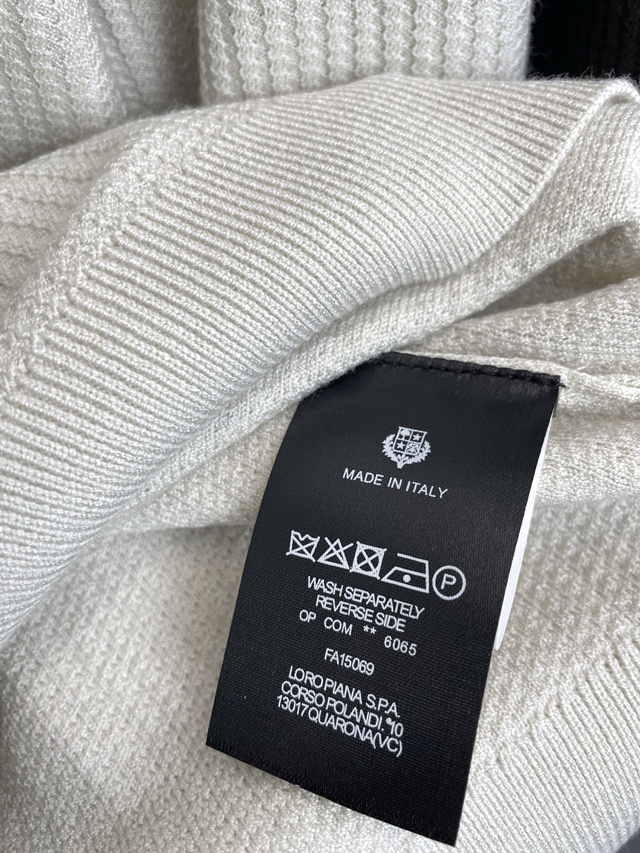 MADE IN ITALY
P
WASH SEPARATELY
REVERSE SIDE
OP COM ** 6065
FA15069
LORO PIANA S.P.A.
CORSO POLANDI. °10
13017 QUARONA(VC)